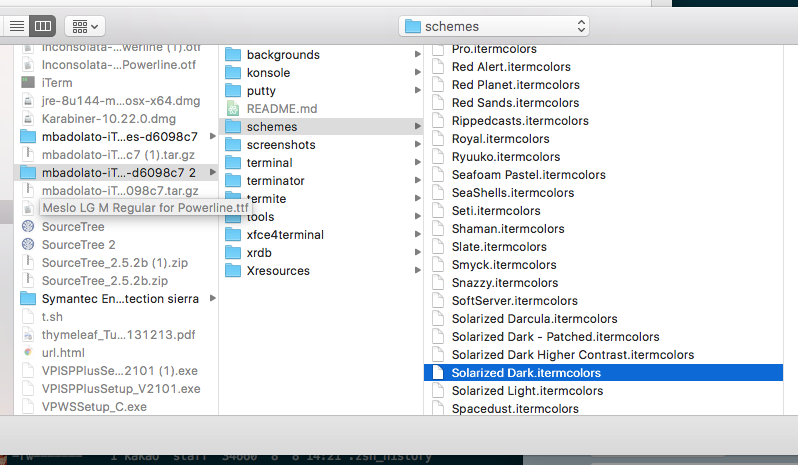 schemes
Inconsolata-...werline (1).otf
Inconsolata-...Powerline.otf
iTerm
jre-8u144-m...osx-x64.dmg
Karabiner-10.22.0.dmg
mbadolato-iT...es-d6098c7
mbadolato-iT...c7 (1).tar.gz
mbadolato-iT...-d6098c7 2
mbadolato-iT...098c7.tar.gz
Meslo LG M Regular for Powerline.ttf
SourceTree
SourceTree 2
SourceTree_2.5.2b (1).zip
SourceTree_2.5.2b.zip
Symantec En...tection sierra
t.sh
thymeleaf_Tu...131213.pdf
url.html
VPISPPlusSe...2101 (1).exe
VPISPPlusSetup_V2101.exe
VPWSSetup_C.exe
backgrounds
konsole
putty
README.md
schemes
screenshots
terminal
terminator
termite
tools
xfce4terminal
xrdb
Xresources
Pro.itermcolors
Red Alert.itermcolors
Red Planet.itermcolors
Red Sands.itermcolors
Rippedcasts.itermcolors
Royal.itermcolors
Ryuuko.itermcolors
Seafoam Pastel.itermcolors
SeaShells.itermcolors
Seti.itermcolors
Shaman.itermcolors
Slate.itermcolors
Smyck.itermcolors
Snazzy.itermcolors
SoftServer.itermcolors
Solarized Darcula.itermcolors
Solarized Dark - Patched.itermcolors
Solarized Dark Higher Contrast.itermcolors
Solarized Dark.itermcolors
Solarized Light.itermcolors
Spacedust.itermcolors
-rw------- 1 kakao staff 34600 8 8 14:21 .zsh_history